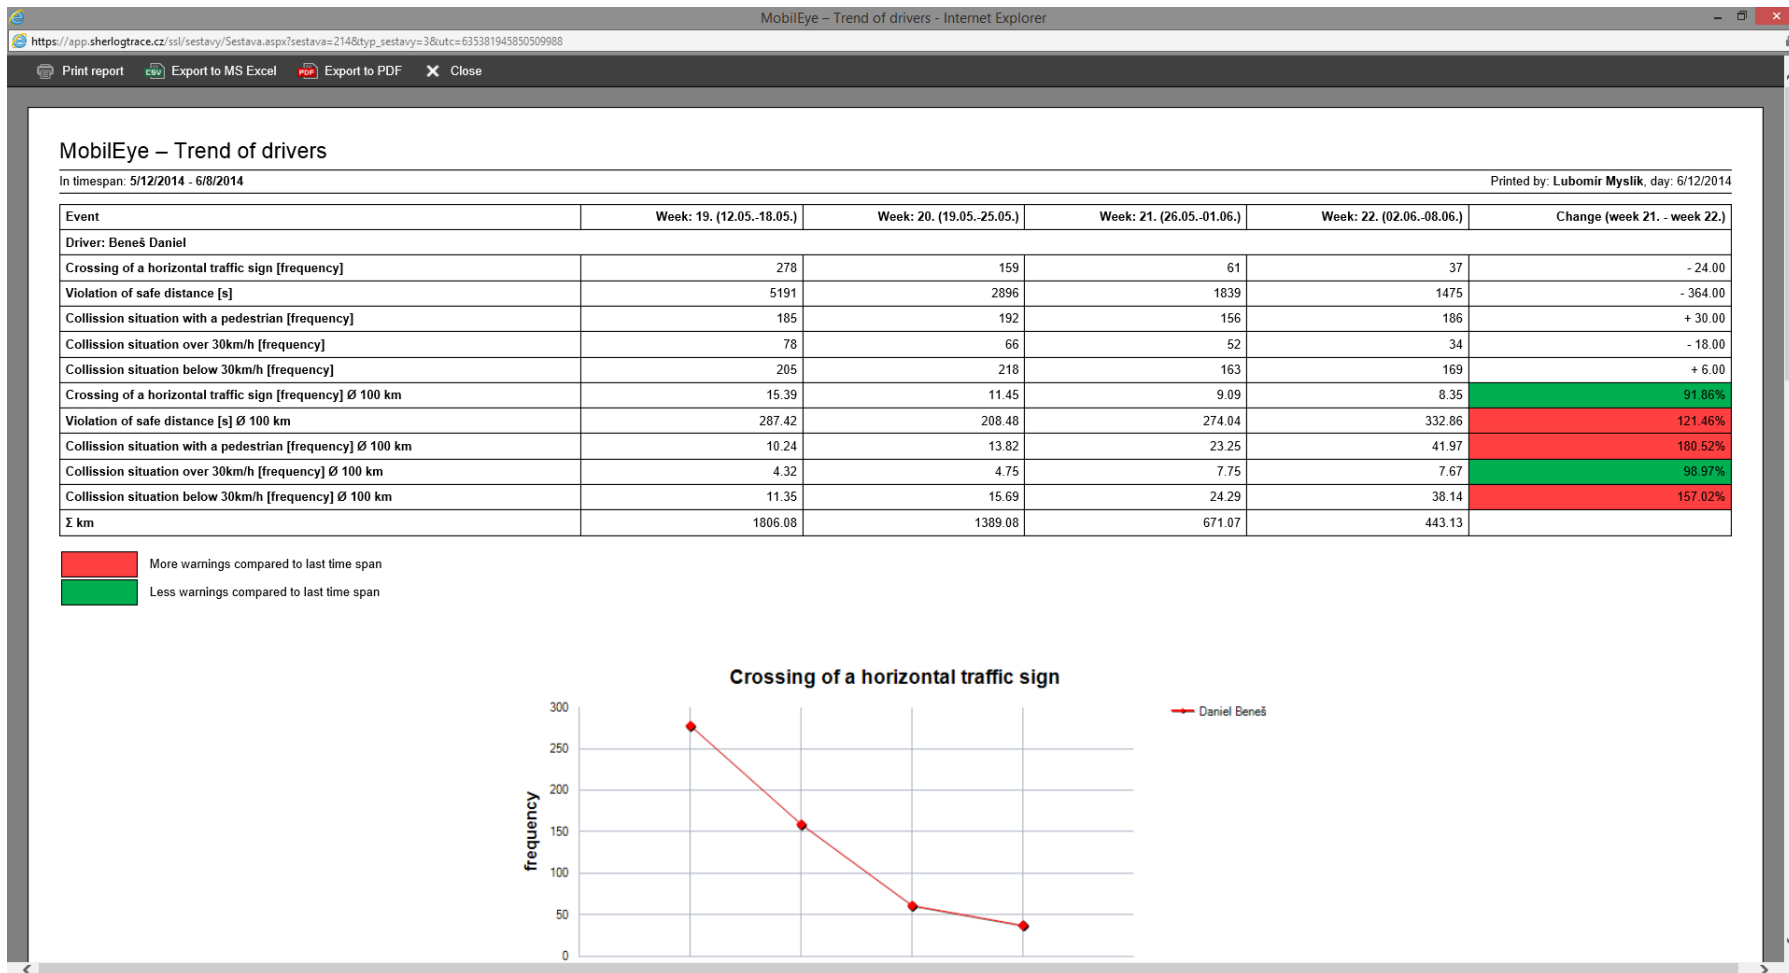 MobilEye – Trend of drivers - Internet Explorer
https://app.sherlogtrace.cz/ssl/sestavy/Sestava.aspx?sestava=214&typ_sestavy=3&utc=635381945850509988
Print report CSV Export to MS Excel PDF Export to PDF Close
MobilEye – Trend of drivers
In timespan: 5/12/2014 - 6/8/2014 Printed by: Lubomír Myslík, day: 6/12/2014
Event Week: 19. (12.05.-18.05.) Week: 20. (19.05.-25.05.) Week: 21. (26.05.-01.06.) Week: 22. (02.06.-08.06.) Change (week 21. - week 22.)
Driver: Beneš Daniel
Crossing of a horizontal traffic sign [frequency] 278 159 61 37 - 24.00
Violation of safe distance [s] 5191 2896 1839 1475 - 364.00
Collission situation with a pedestrian [frequency] 185 192 156 186 + 30.00
Collission situation over 30km/h [frequency] 78 66 52 34 - 18.00
Collission situation below 30km/h [frequency] 205 218 163 169 + 6.00
Crossing of a horizontal traffic sign [frequency] Ø 100 km 15.39 11.45 9.09 8.35 91.86%
Violation of safe distance [s] Ø 100 km 287.42 208.48 274.04 332.86 121.46%
Collission situation with a pedestrian [frequency] Ø 100 km 10.24 13.82 23.25 41.97 180.52%
Collission situation over 30km/h [frequency] Ø 100 km 4.32 4.75 7.75 7.67 98.97%
Collission situation below 30km/h [frequency] Ø 100 km 11.35 15.69 24.29 38.14 157.02%
Σ km 1806.08 1389.08 671.07 443.13
More warnings compared to last time span
Less warnings compared to last time span
Crossing of a horizontal traffic sign
300
250
200
150
100
50
0
frequency
Daniel Beneš